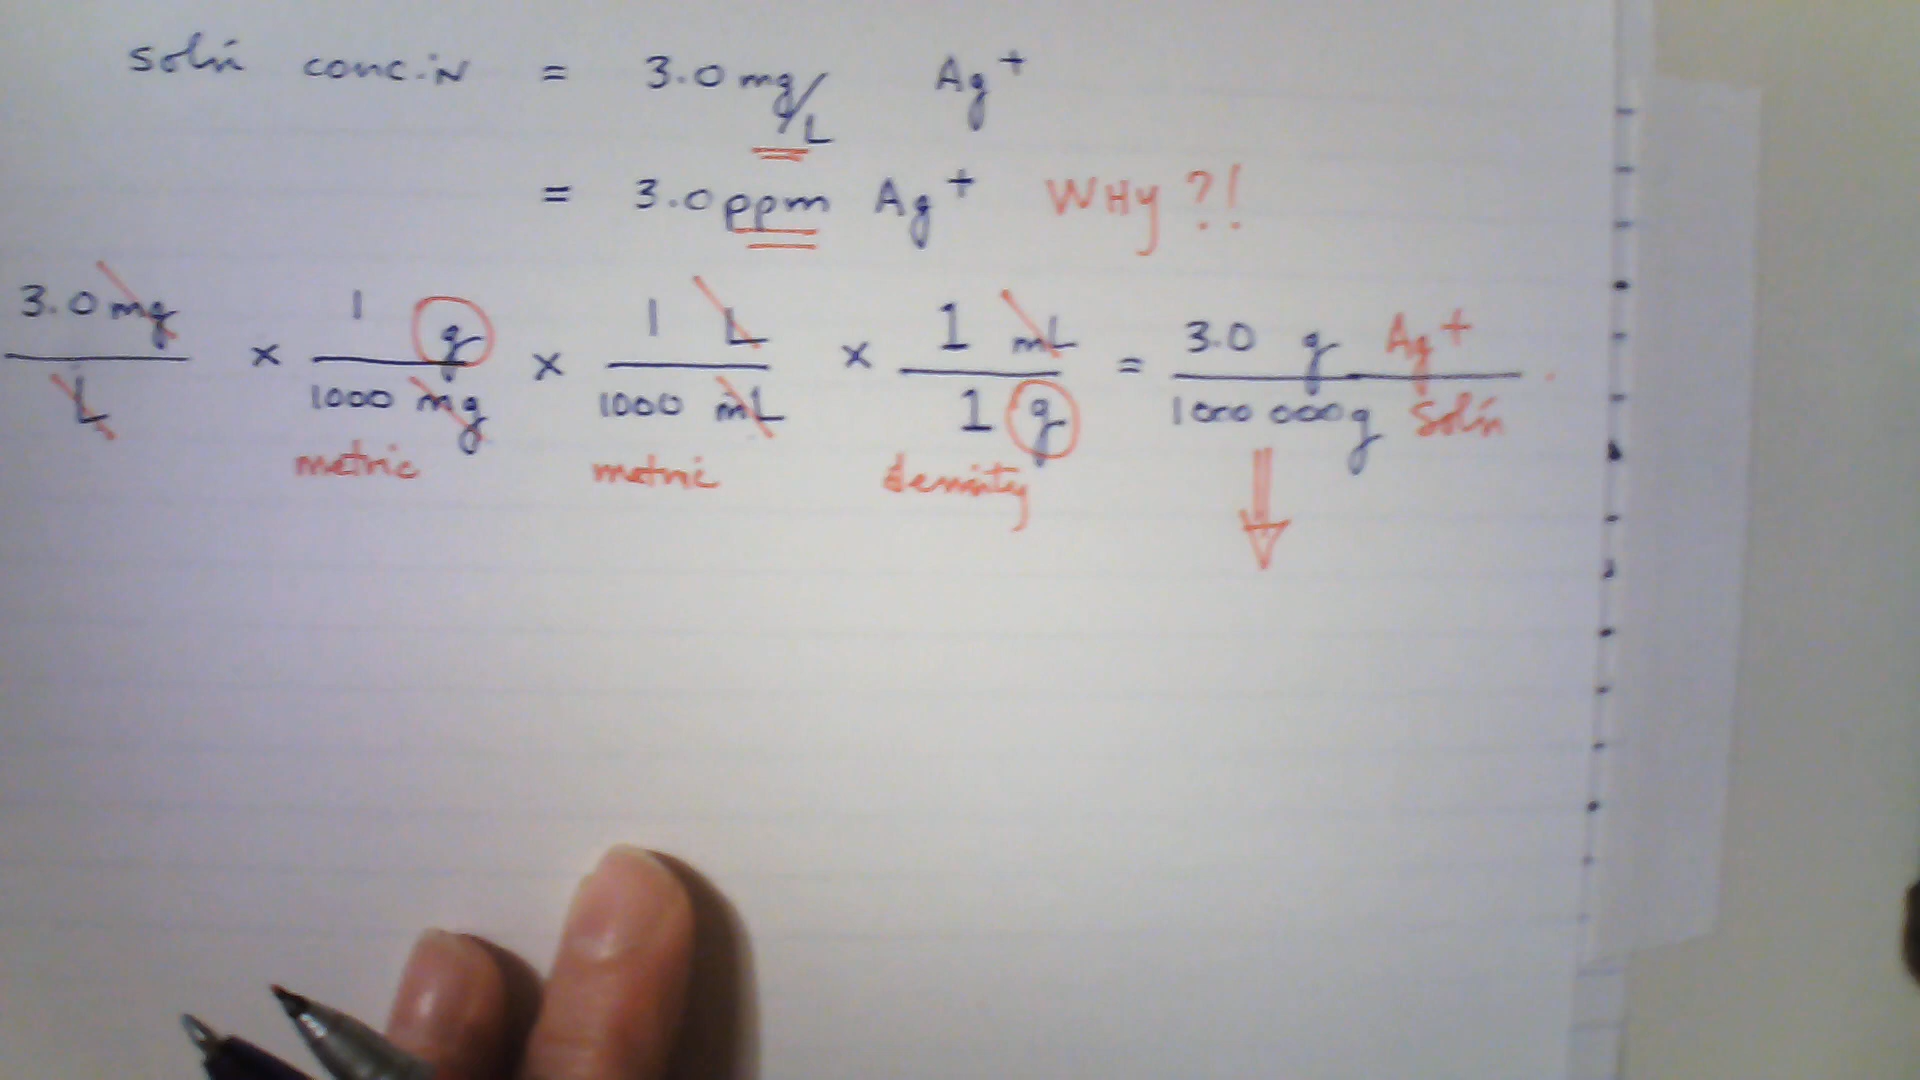 soln conc.n = 3.0 mg/L Ag+
= 3.0 ppm Ag+ WHY ?!
3.0 mg/L × 1 g/1000 mg × 1 L/1000 mL × 1 mL/1 g = 3.0 g Ag+/1000 000g soln
metric metric density